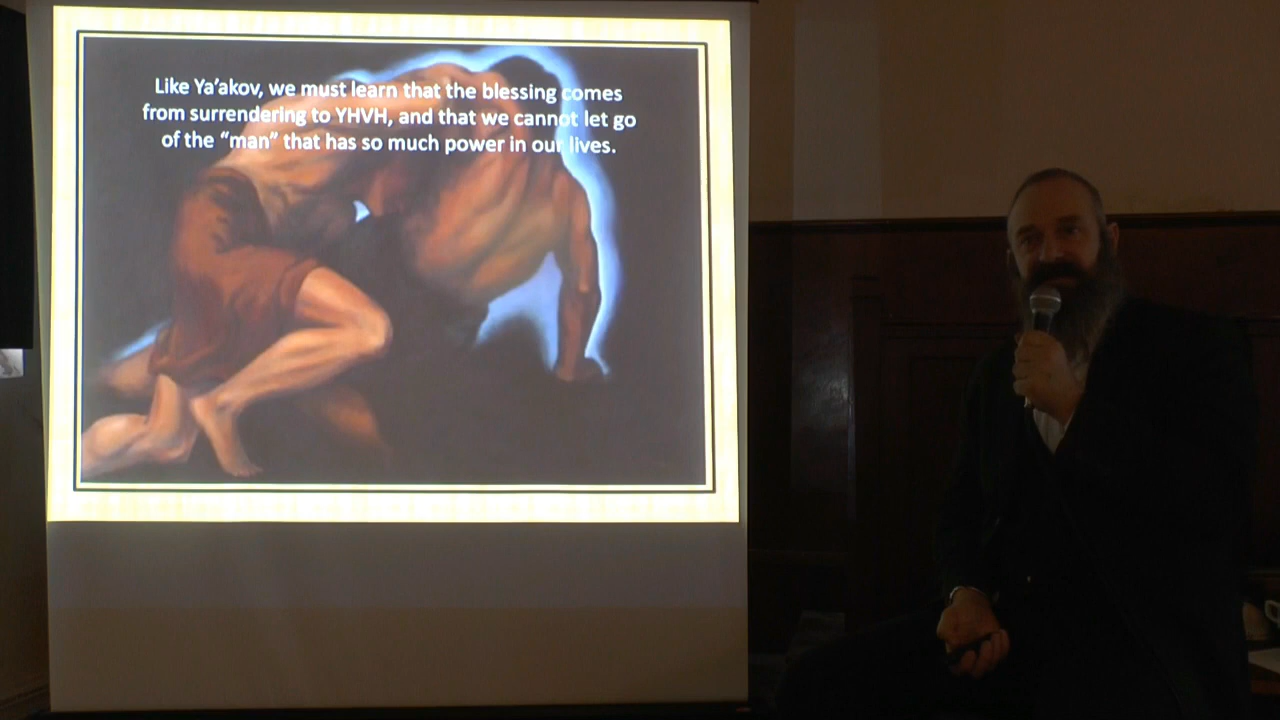 Like Ya’akov, we must learn that the blessing comes
from surrendering to YHVH, and that we cannot let go
of the “man” that has so much power in our lives.